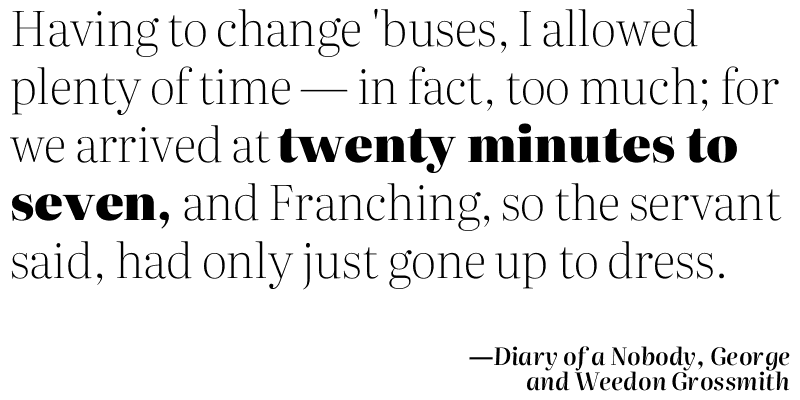 Having to change 'buses, I allowed
plenty of time — in fact, too much; for
we arrived at twenty minutes to
seven, and Franching, so the servant
said, had only just gone up to dress.
—Diary of a Nobody, George
and Weedon Grossmith